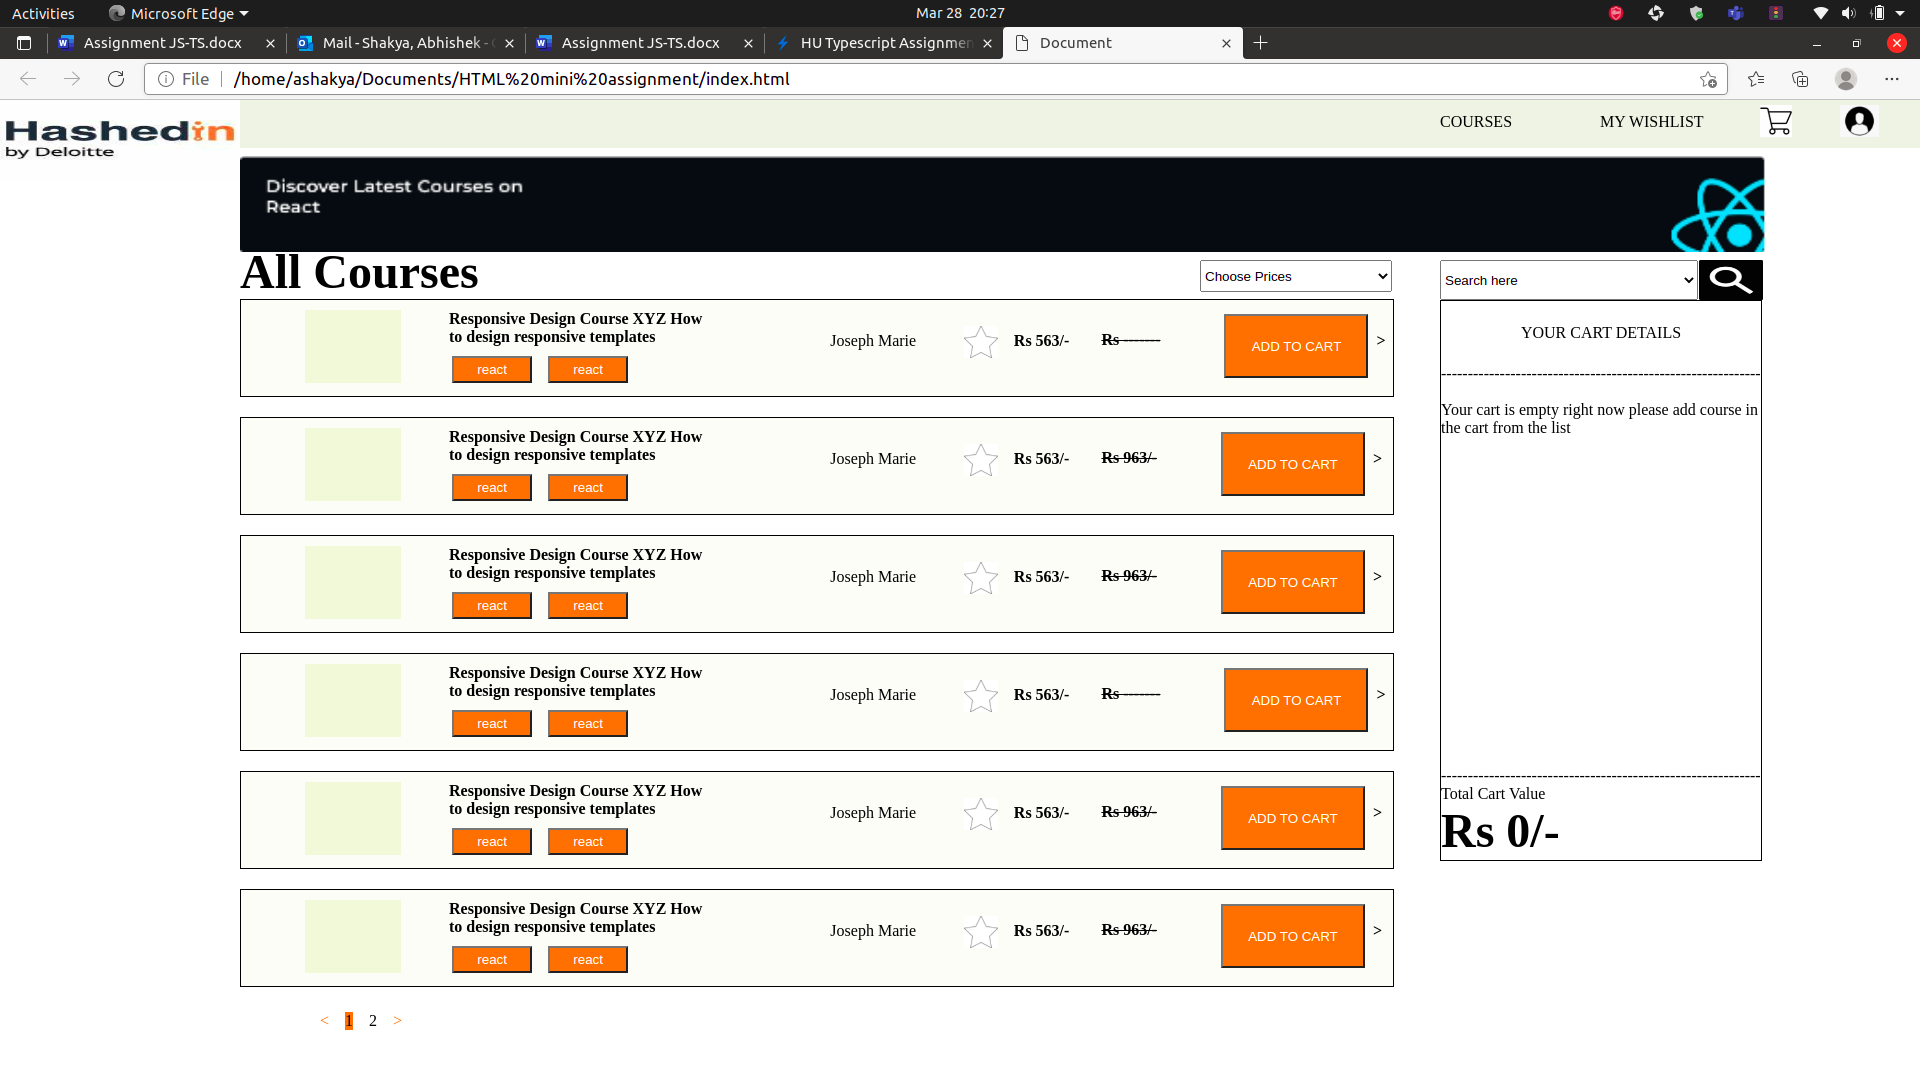 Activities Microsoft Edge Mar 28 20:27
Assignment JS-TS.docx Mail - Shakya, Abhishek - Assignment JS-TS.docx HU Typescript Assignmen Document
File /home/ashakya/Documents/HTML%20mini%20assignment/index.html
Hashedin
by Deloitte
COURSES MY WISHLIST
Discover Latest Courses on
React
All Courses
Choose Prices
Search here
Responsive Design Course XYZ How
to design responsive templates
react react
Joseph Marie
Rs 563/- Rs -------
ADD TO CART >
Responsive Design Course XYZ How
to design responsive templates
react react
Joseph Marie
Rs 563/- Rs 963/-
ADD TO CART >
Responsive Design Course XYZ How
to design responsive templates
react react
Joseph Marie
Rs 563/- Rs 963/-
ADD TO CART >
Responsive Design Course XYZ How
to design responsive templates
react react
Joseph Marie
Rs 563/- Rs -------
ADD TO CART >
Responsive Design Course XYZ How
to design responsive templates
react react
Joseph Marie
Rs 563/- Rs 963/-
ADD TO CART >
Responsive Design Course XYZ How
to design responsive templates
react react
Joseph Marie
Rs 563/- Rs 963/-
ADD TO CART >
< 1 2 >
YOUR CART DETAILS
------------------------------------------------------------
Your cart is empty right now please add course in
the cart from the list
------------------------------------------------------------
Total Cart Value
Rs 0/-